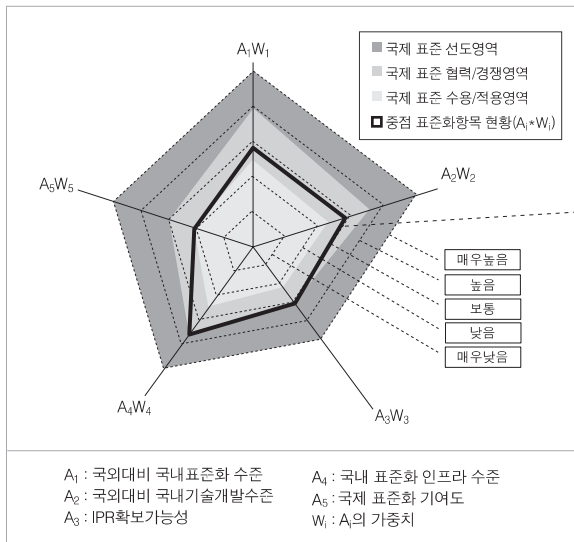 A₁W₁
국제 표준 선도영역
국제 표준 협력/경쟁영역
국제 표준 수용/적용영역
중점 표준화항목 현황(Aᵢ*Wᵢ)
A₂W₂
A₅W₅
매우높음
높음
보통
낮음
매우낮음
A₄W₄
A₃W₃
A₁ : 국외대비 국내표준화 수준
A₂ : 국외대비 국내기술개발수준
A₃ : IPR확보가능성
A₄ : 국내 표준화 인프라 수준
A₅ : 국제 표준화 기여도
Wᵢ : Aᵢ의 가중치